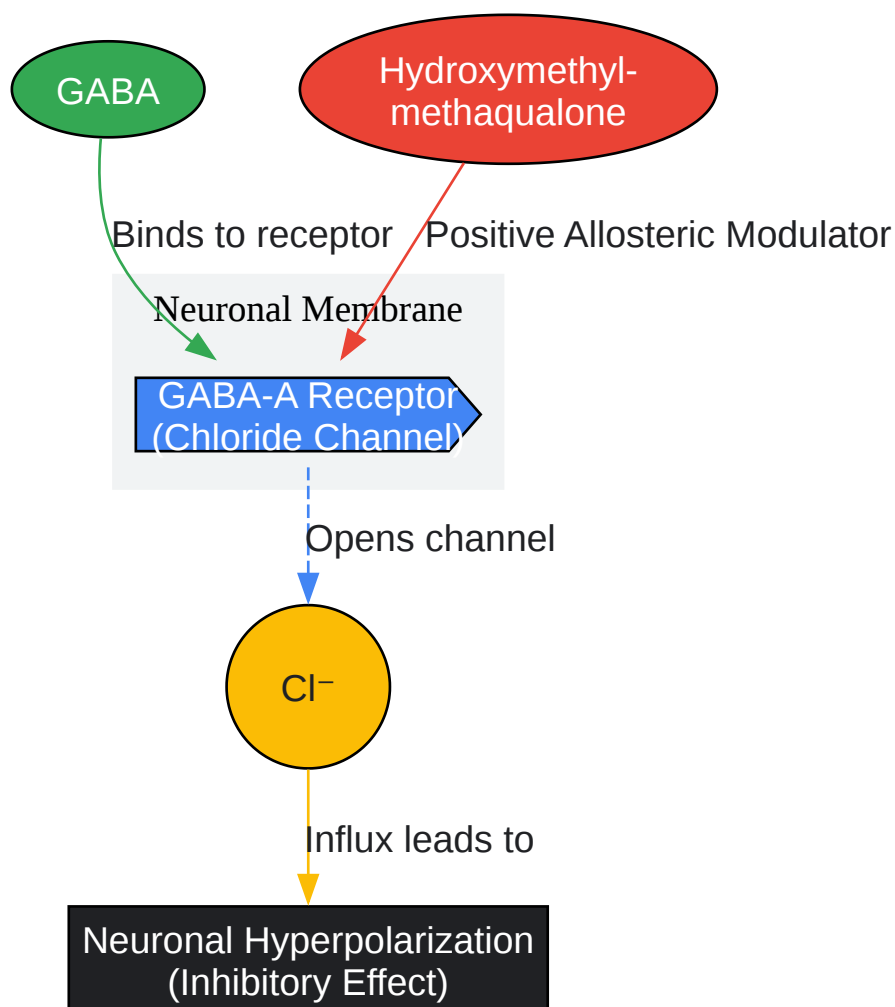 GABA
Hydroxymethyl-
methaqualone
Binds to receptor
Positive Allosteric Modulator
Neuronal Membrane
GABA-A Receptor
(Chloride Channel)
Opens channel
Cl⁻
Influx leads to
Neuronal Hyperpolarization
(Inhibitory Effect)